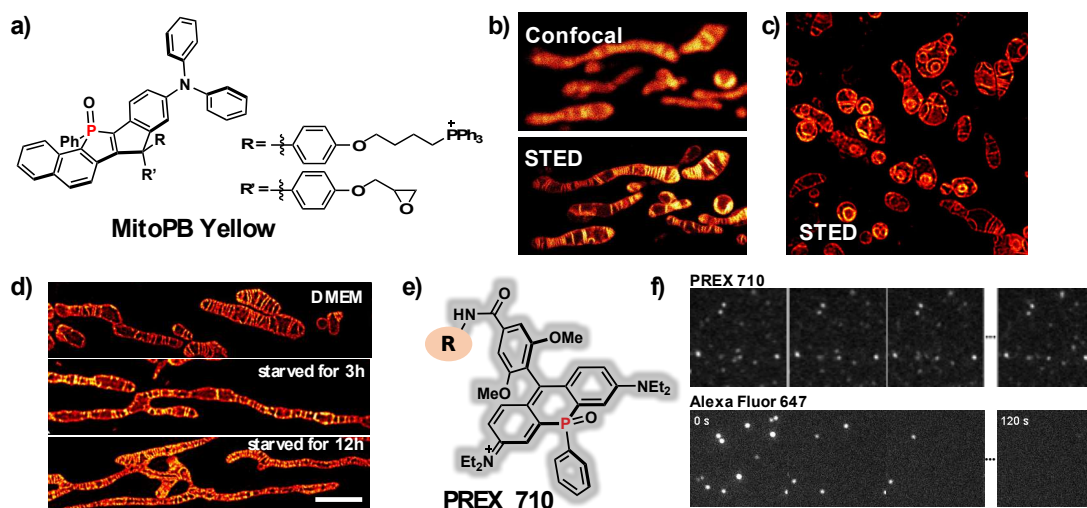 a)
O
Ph
P
N
R
R'
R=
O
+
PPh3
R'=
O
O
MitoPB Yellow
b)
Confocal
STED
c)
STED
d)
DMEM
starved for 3h
starved for 12h
e)
HN
O
R
OMe
OMe
NEt2
P=O
Et2N
+
PREX 710
f)
PREX 710
Alexa Fluor 647
0 s
120 s